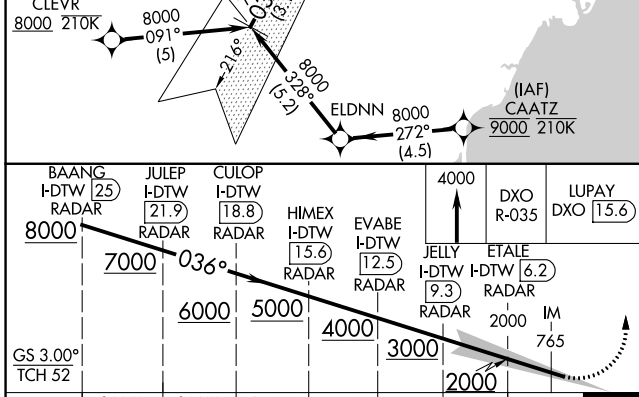 CLEVR
8000 210K
8000
091°
(5)
216°
8000
328°
(5.2)
ELDNN
8000
272°
(4.5)
(IAF)
CAATZ
9000 210K
BAANG
I-DTW 25
RADAR
8000
JULEP
I-DTW
21.9
RADAR
7000
CULOP
I-DTW
18.8
RADAR
6000
036°
HIMEX
I-DTW
15.6
RADAR
5000
EVABE
I-DTW
12.5
RADAR
4000
JELLY
I-DTW
9.3
RADAR
3000
ETALE
I-DTW 6.2
RADAR
2000
2000
IM
765
4000
DXO
R-035
LUPAY
DXO 15.6
GS 3.00°
TCH 52